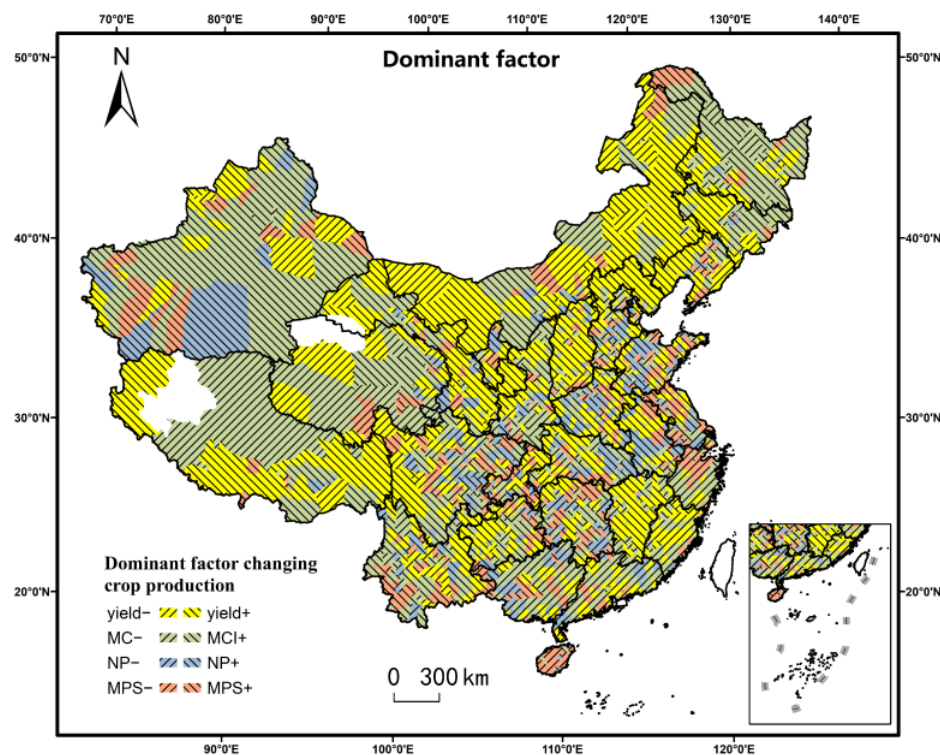 70°0'E 80°0'E 90°0'E 100°0'E 110°0'E 120°0'E 130°0'E 140°0'E
50°0'N 50°0'N
Dominant factor
N
40°0'N 40°0'N
30°0'N 30°0'N
Dominant factor changing
crop production
yield− yield+
MC− MCI+
NP− NP+
MPS− MPS+
20°0'N 20°0'N
0 300 km
90°0'E 100°0'E 110°0'E 120°0'E